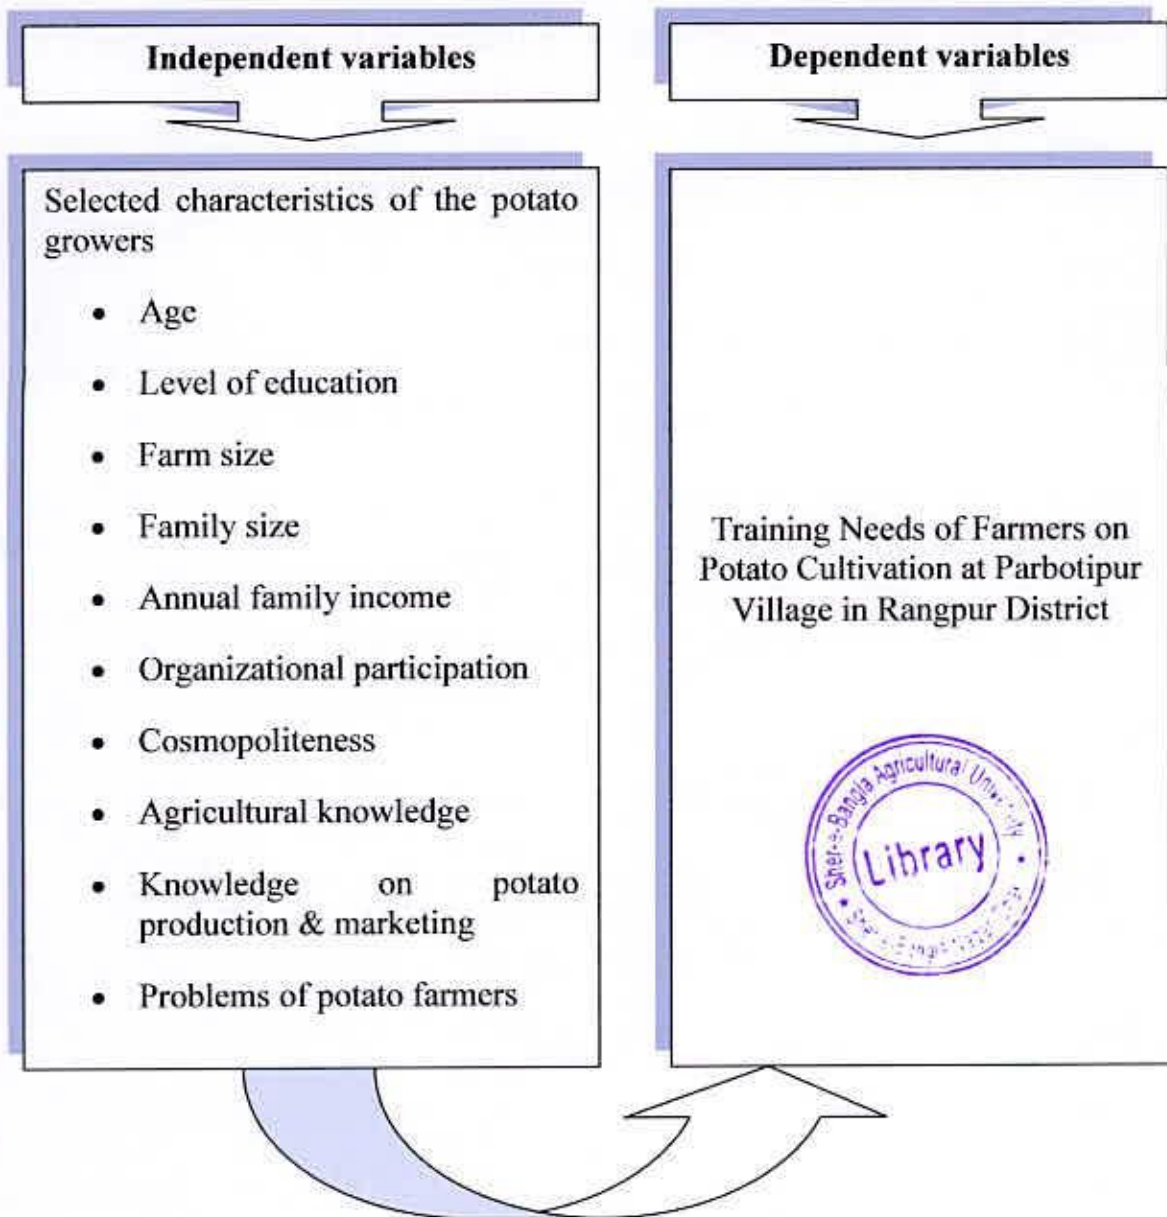 Independent variables
Selected characteristics of the potato
growers
• Age
• Level of education
• Farm size
• Family size
• Annual family income
• Organizational participation
• Cosmopoliteness
• Agricultural knowledge
• Knowledge on potato
production & marketing
• Problems of potato farmers
Dependent variables
Training Needs of Farmers on
Potato Cultivation at Parbotipur
Village in Rangpur District
Sher-e-Bangla Agricultural University
Library